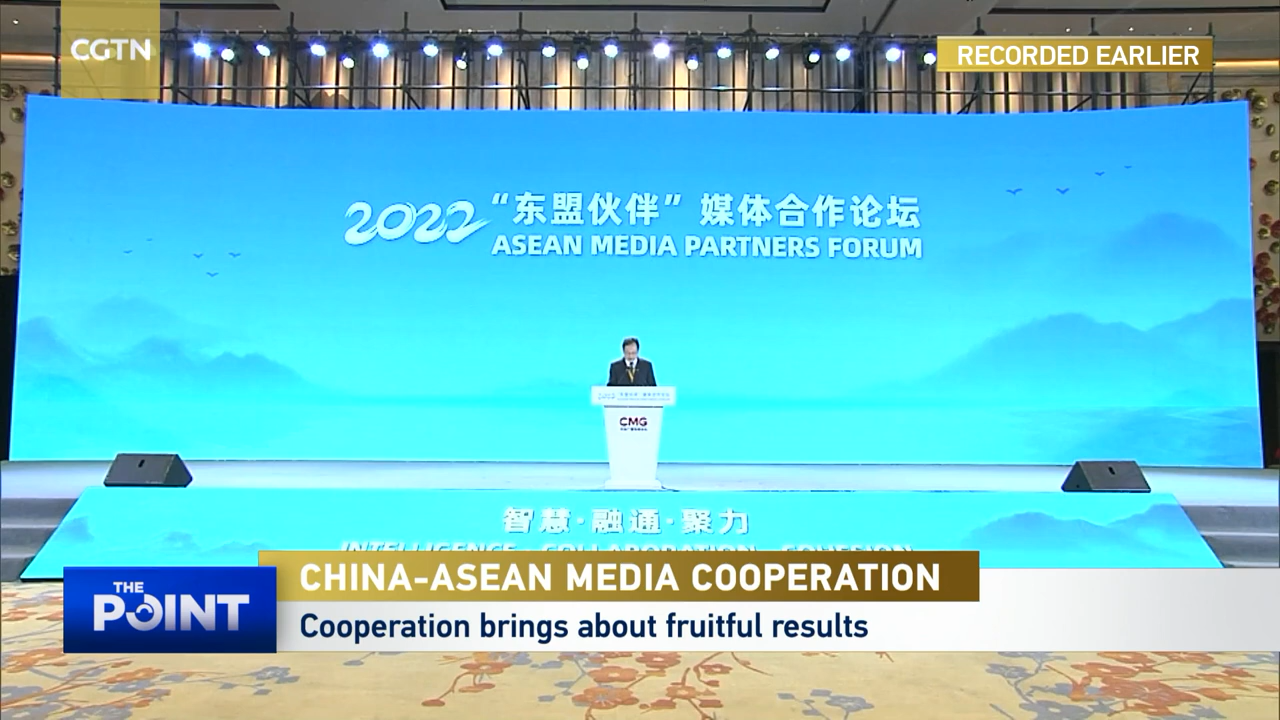 CGTN
RECORDED EARLIER
2022 “东盟伙伴”媒体合作论坛
ASEAN MEDIA PARTNERS FORUM
CMG
智慧·融通·聚力
CHINA-ASEAN MEDIA COOPERATION
THE
POINT
Cooperation brings about fruitful results